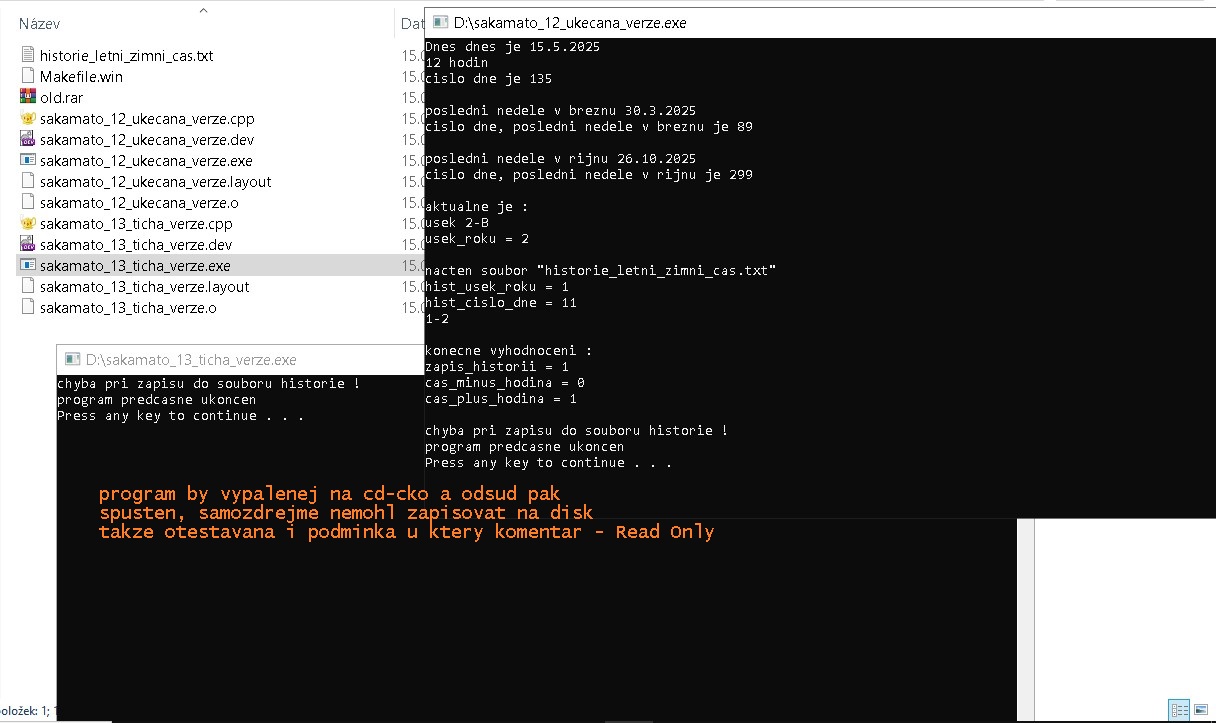 Název
Dat
historie_letni_zimni_cas.txt
15.0
Makefile.win
15.0
old.rar
15.0
sakamato_12_ukecana_verze.cpp
15.0
sakamato_12_ukecana_verze.dev
15.0
sakamato_12_ukecana_verze.exe
15.0
sakamato_12_ukecana_verze.layout
15.0
sakamato_12_ukecana_verze.o
15.0
sakamato_13_ticha_verze.cpp
15.0
sakamato_13_ticha_verze.dev
15.0
sakamato_13_ticha_verze.exe
15.0
sakamato_13_ticha_verze.layout
15.0
sakamato_13_ticha_verze.o
15.0
D:\sakamato_12_ukecana_verze.exe
Dnes dnes je 15.5.2025
12 hodin
cislo dne je 135
posledni nedele v breznu 30.3.2025
cislo dne, posledni nedele v breznu je 89
posledni nedele v rijnu 26.10.2025
cislo dne, posledni nedele v rijnu je 299
aktualne je :
usek 2-B
usek_roku = 2
nacten soubor "historie_letni_zimni_cas.txt"
hist_usek_roku = 1
hist_cislo_dne = 11
1-2
konecne vyhodnoceni :
zapis_historii = 1
cas_minus_hodina = 0
cas_plus_hodina = 1
chyba pri zapisu do souboru historie !
program predcasne ukoncen
Press any key to continue . . .
D:\sakamato_13_ticha_verze.exe
chyba pri zapisu do souboru historie !
program predcasne ukoncen
Press any key to continue . . .
program by vypalenej na cd-cko a odsud pak
spusten, samozdrejme nemohl zapisovat na disk
takze otestavana i podminka u ktery komentar - Read Only
oložek: 1; 1